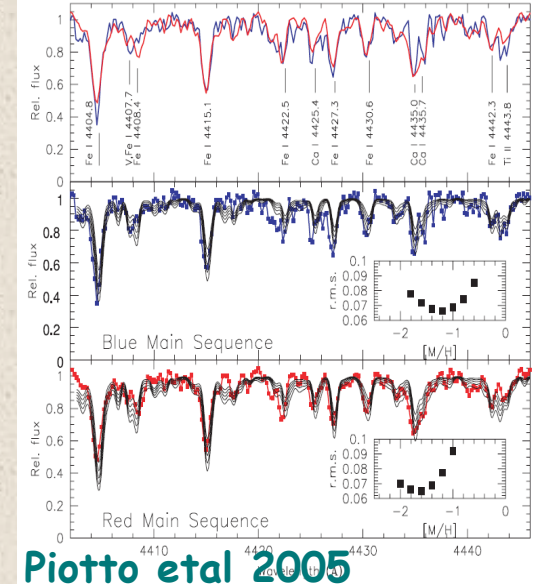 1
0.8
0.6
0.4
0.2
0
Rel. flux
Fe I 4404.8
V,Fe I 4407.7
Fe I 4408.4
Fe I 4415.1
Fe I 4422.5
Ca I 4425.4
Fe I 4427.3
Fe I 4430.6
Ca I 4435.0
Ca I 4435.7
Fe I 4442.3
Ti II 4443.8
1
0.8
0.6
0.4
0.2
0
Rel. flux
Blue Main Sequence
0.1
0.09
0.08
0.07
0.06
r.m.s.
−2 −1 0
[M/H]
1
0.8
0.6
0.4
0.2
0
Rel. flux
Red Main Sequence
0.1
0.09
0.08
0.07
0.06
r.m.s.
−2 −1 0
[M/H]
4410 4420 4430 4440
Wavelength (Å)
Piotto etal 2005